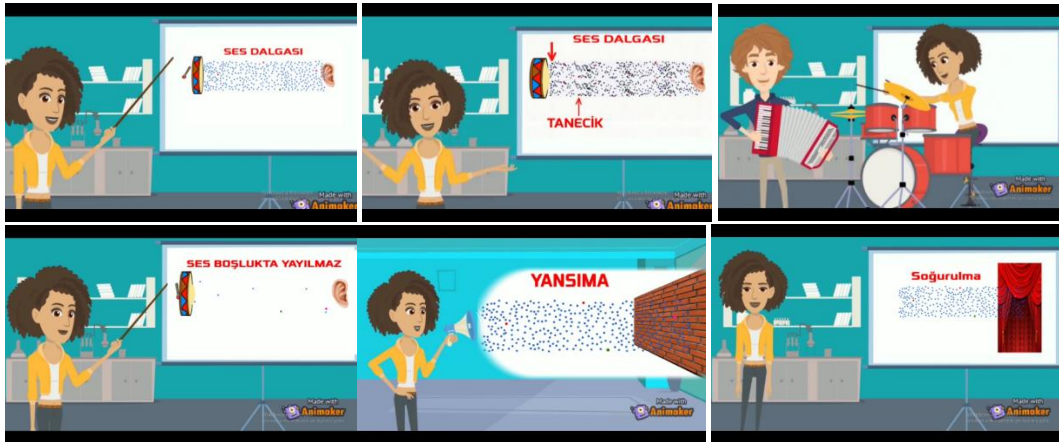 SES DALGASI
Made with
Animaker
SES DALGASI
TANECİK
Made with
Animaker
Made with
Animaker
SES BOŞLUKTA YAYILMAZ
Made with
Animaker
YANSIMA
Made with
Animaker
Soğurulma
Made with
Animaker